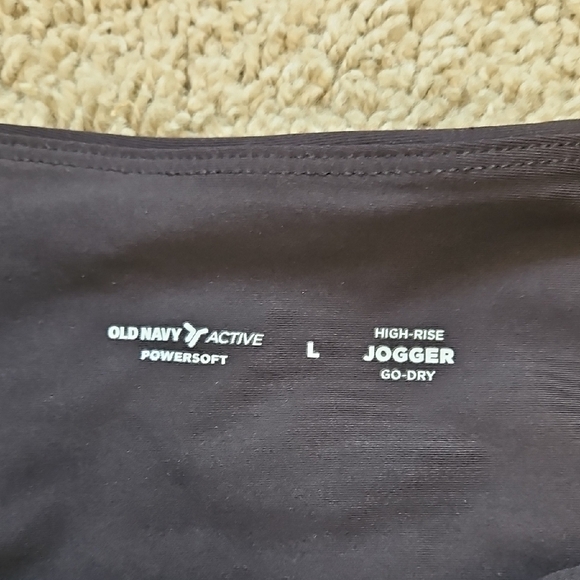 OLD NAVY ACTIVE
POWERSOFT
L
HIGH-RISE
JOGGER
GO-DRY